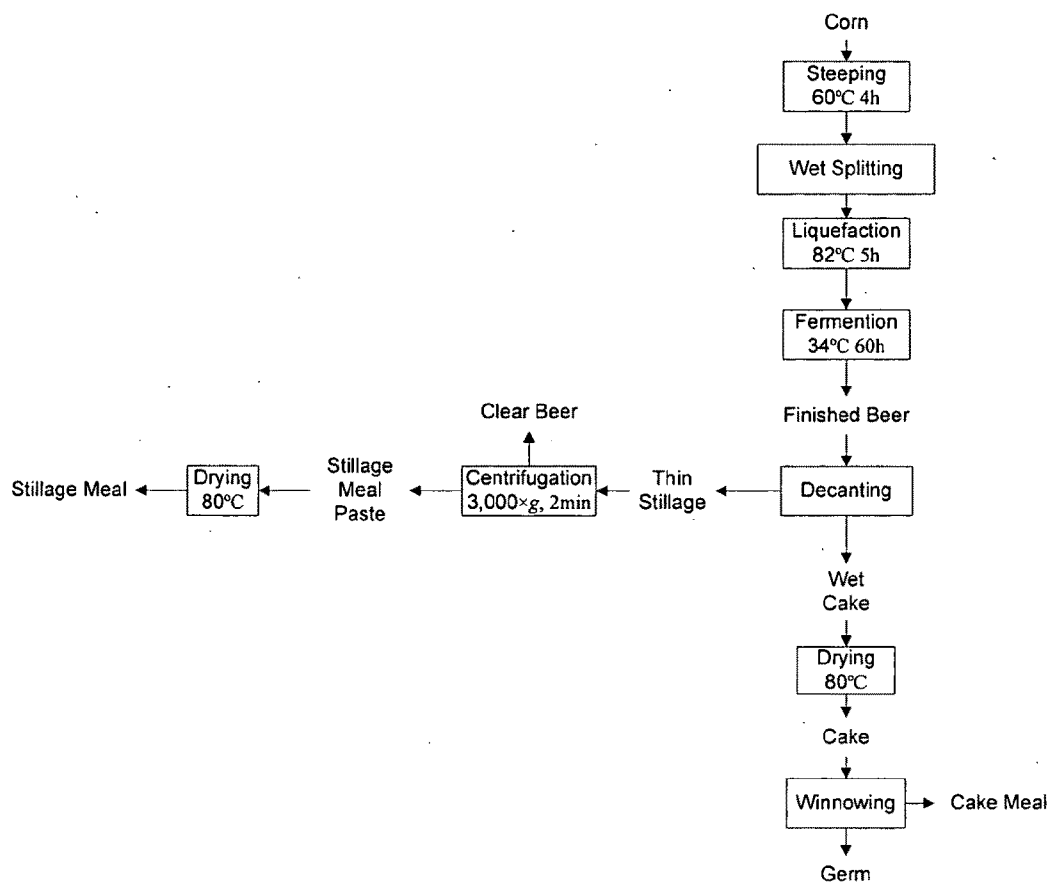 Corn
Steeping
60°C 4h
Wet Splitting
Liquefaction
82°C 5h
Fermention
34°C 60h
Finished Beer
Decanting
Thin
Stillage
Clear Beer
Centrifugation
3,000×g, 2min
Stillage
Meal
Paste
Drying
80°C
Stillage Meal
Wet
Cake
Drying
80°C
Cake
Winnowing
Cake Meal
Germ